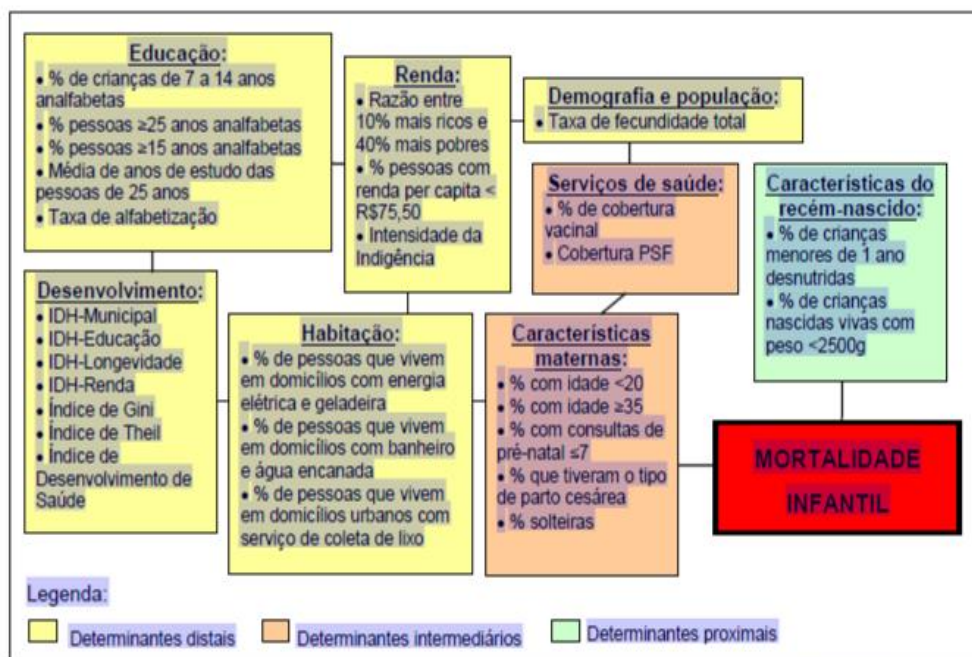 Educação:
• % de crianças de 7 a 14 anos
analfabetas
• % pessoas ≥25 anos analfabetas
• % pessoas ≥15 anos analfabetas
• Média de anos de estudo das
pessoas de 25 anos
• Taxa de alfabetização
Renda:
• Razão entre
10% mais ricos e
40% mais pobres
• % pessoas com
renda per capita <
R$75,50
• Intensidade da
Indigência
Demografia e população:
• Taxa de fecundidade total
Serviços de saúde:
• % de cobertura
vacinal
• Cobertura PSF
Características do
recém-nascido:
• % de crianças
menores de 1 ano
desnutridas
• % de crianças
nascidas vivas com
peso <2500g
Desenvolvimento:
• IDH-Municipal
• IDH-Educação
• IDH-Longevidade
• IDH-Renda
• Índice de Gini
• Índice de Theil
• Índice de
Desenvolvimento de
Saúde
Habitação:
• % de pessoas que vivem
em domicílios com energia
elétrica e geladeira
• % de pessoas que vivem
em domicílios com banheiro
e água encanada
• % de pessoas que vivem
em domicílios urbanos com
serviço de coleta de lixo
Características
maternas:
• % com idade <20
• % com idade ≥35
• % com consultas de
pré-natal ≤7
• % que tiveram o tipo
de parto cesárea
• % solteiras
MORTALIDADE
INFANTIL
Legenda:
Determinantes distais
Determinantes intermediários
Determinantes proximais